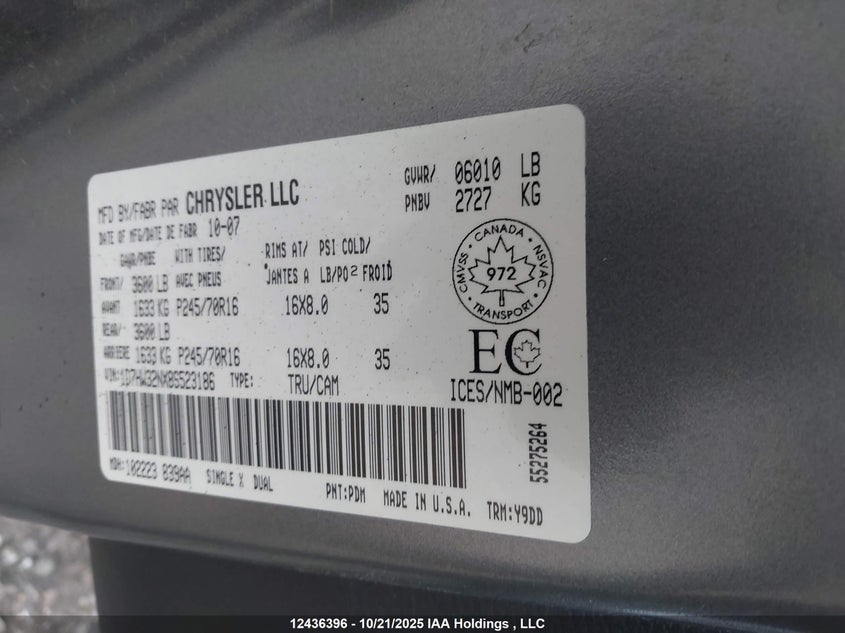 MFD BY/FABR PAR CHRYSLER LLC
DATE OF MFG/DATE DE FABR 10-07
GVWR/ 06010 LB
PNBV 2727 KG
GAWR/PNBE WITH TIRES/ RIMS AT/ PSI COLD/
FRONT/ 3600 LB AVEC PNEUS JANTES A LB/PO2 FROID
AVANT 1633 KG P245/70R16 16X8.0 35
REAR/ 3600 LB
ARRIERE 1633 KG P245/70R16 16X8.0 35
VIN: 1D7HW32NX8S523186 TYPE: TRU/CAM
CANADA
CMVSS 972 NSVAC
TRANSPORT
EC
ICES/NMB-002
55275264
MDH: 102223 839AA SINGLE X DUAL
PNT:PDM MADE IN U.S.A. TRM:Y9DD
12436396 - 10/21/2025 IAA Holdings , LLC